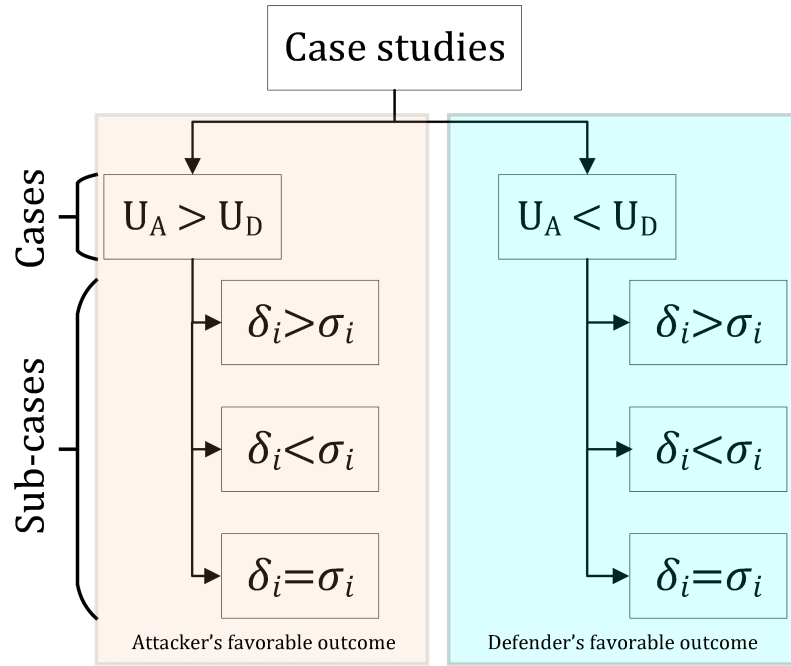 Case studies
Cases
U_A > U_D
U_A < U_D
Sub-cases
δ_i>σ_i
δ_i<σ_i
δ_i=σ_i
δ_i>σ_i
δ_i<σ_i
δ_i=σ_i
Attacker's favorable outcome
Defender's favorable outcome